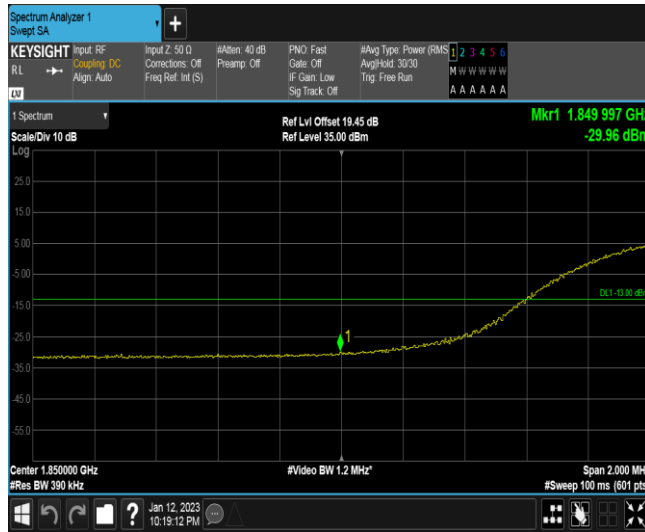 Spectrum Analyzer 1
Swept SA
+
KEYSIGHT
RL
LXI
Input: RF
Coupling: DC
Align: Auto
Input Z: 50 Ω
Corrections: Off
Freq Ref: Int (S)
#Atten: 40 dB
Preamp: Off
PNO: Fast
Gate: Off
IF Gain: Low
Sig Track: Off
#Avg Type: Power (RMS
Avg|Hold: 30/30
Trig: Free Run
1 2 3 4 5 6
M W W W W W
A A A A A A
1 Spectrum
Scale/Div 10 dB
Log
Ref Lvl Offset 19.45 dB
Ref Level 35.00 dBm
Mkr1 1.849 997 GHz
-29.96 dBm
25.0
15.0
5.00
-5.00
DL1 -13.00 dBm
-15.0
-25.0
1
-35.0
-45.0
-55.0
Center 1.850000 GHz
#Res BW 390 kHz
#Video BW 1.2 MHz*
Span 2.000 MH
#Sweep 100 ms (601 pts
?
Jan 12, 2023
10:19:12 PM